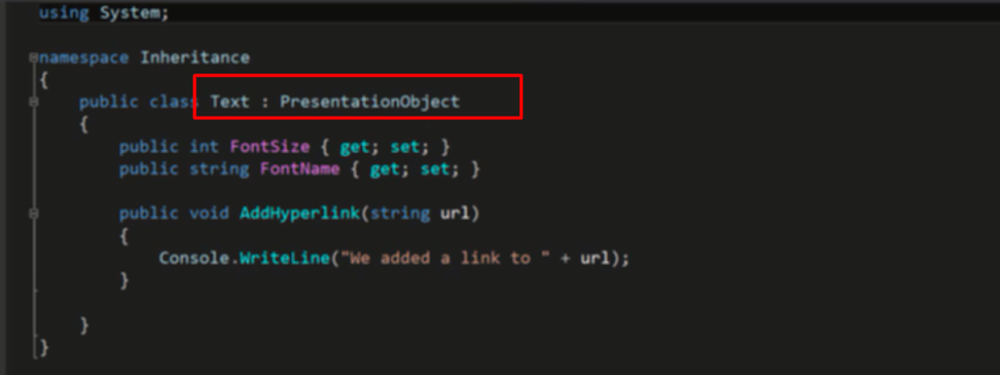 using System;
namespace Inheritance
{
public class Text : PresentationObject
{
public int FontSize { get; set; }
public string FontName { get; set; }
public void AddHyperlink(string url)
{
Console.WriteLine("We added a link to " + url);
}
}
}